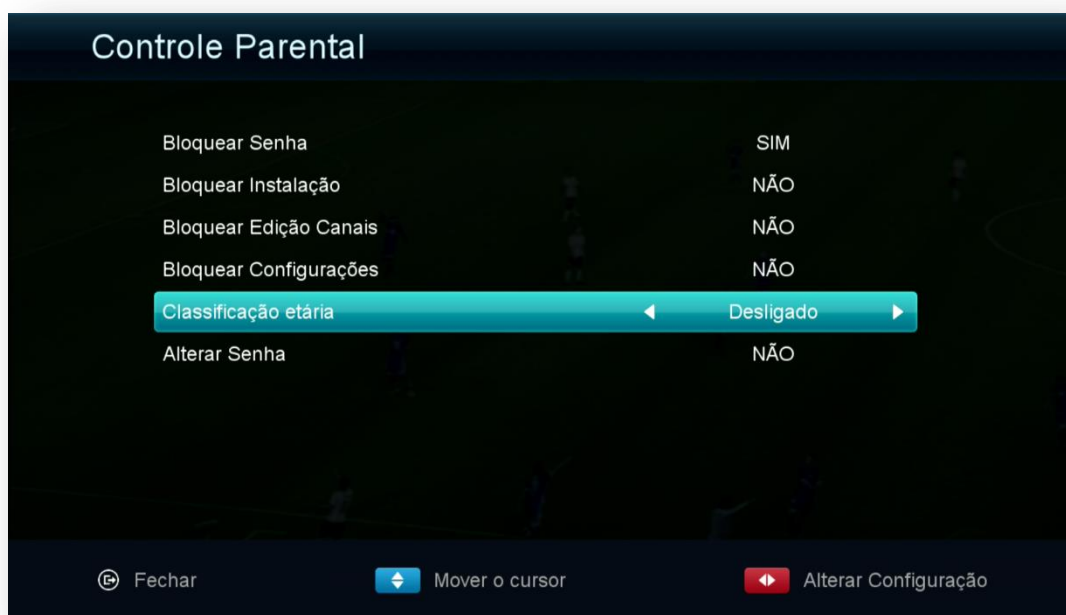 Controle Parental
Bloquear Senha SIM
Bloquear Instalação NÃO
Bloquear Edição Canais NÃO
Bloquear Configurações NÃO
Classificação etária Desligado
Alterar Senha NÃO
Fechar Mover o cursor Alterar Configuração